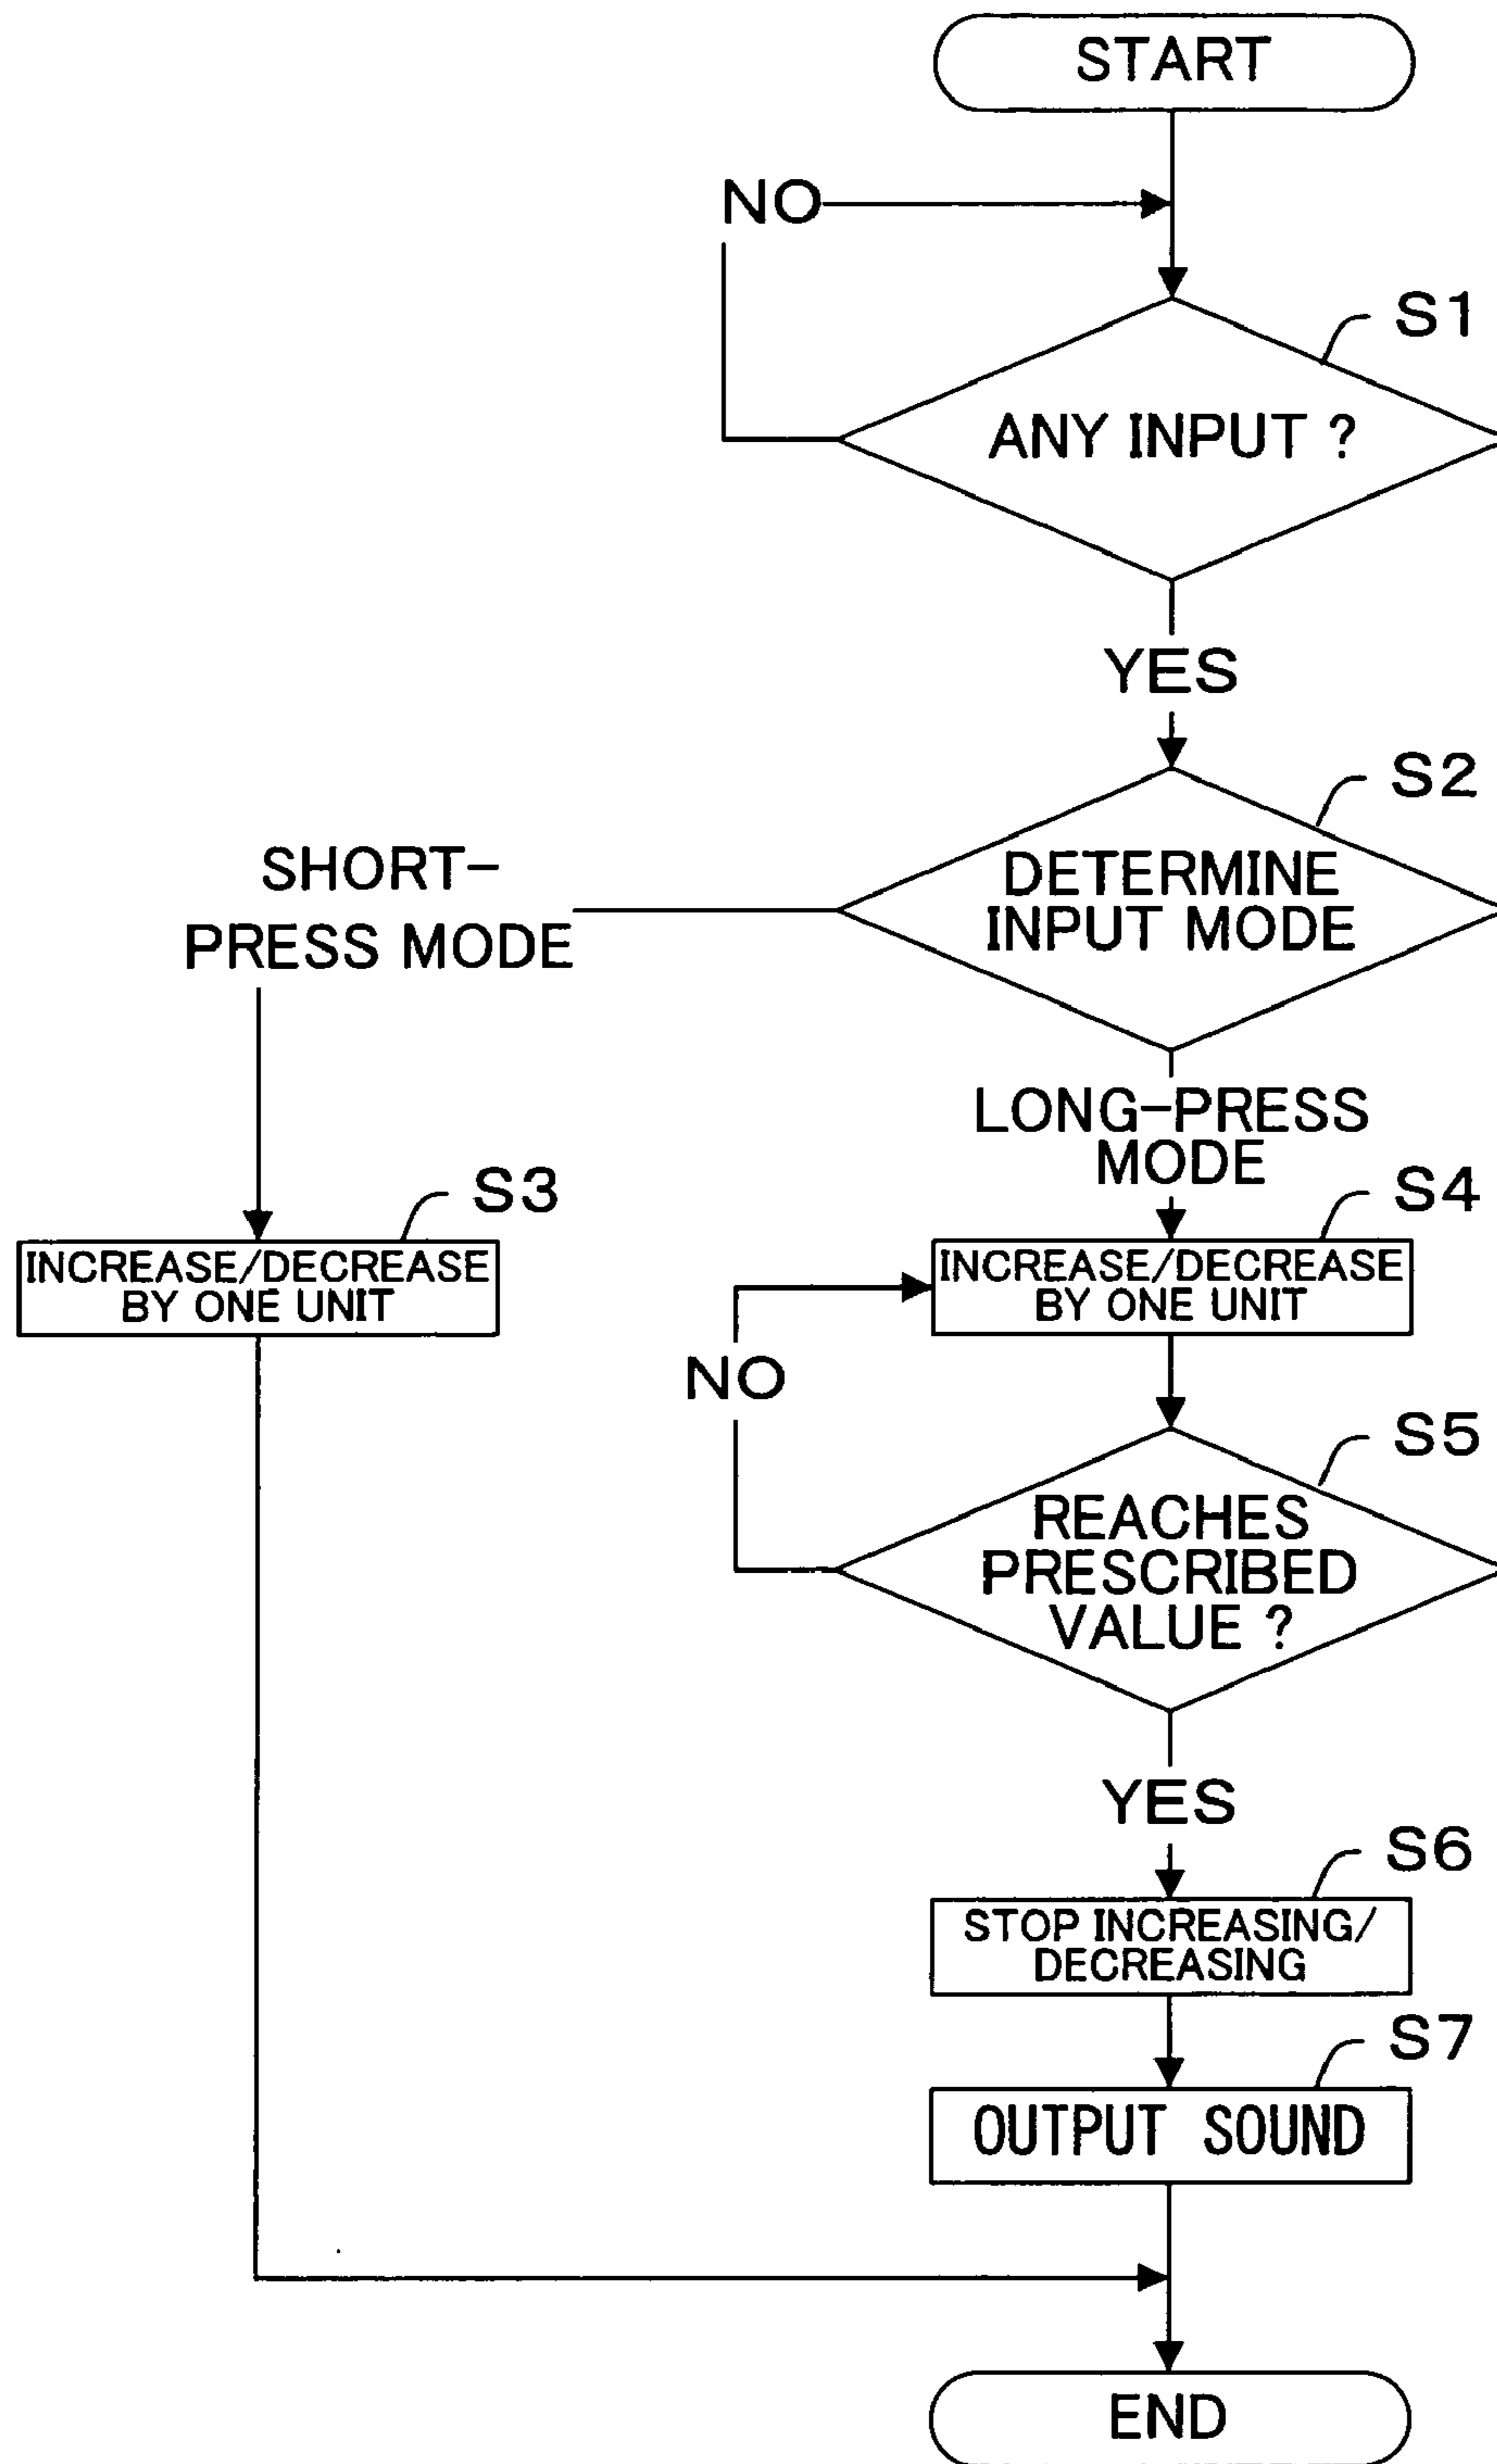 START
NO
S1
ANY INPUT ?
YES
S2
DETERMINE
INPUT MODE
SHORT-
PRESS MODE
LONG-PRESS
MODE
S3
INCREASE/DECREASE
BY ONE UNIT
S4
INCREASE/DECREASE
BY ONE UNIT
NO
S5
REACHES
PRESCRIBED
VALUE ?
YES
S6
STOP INCREASING/
DECREASING
S7
OUTPUT SOUND
END